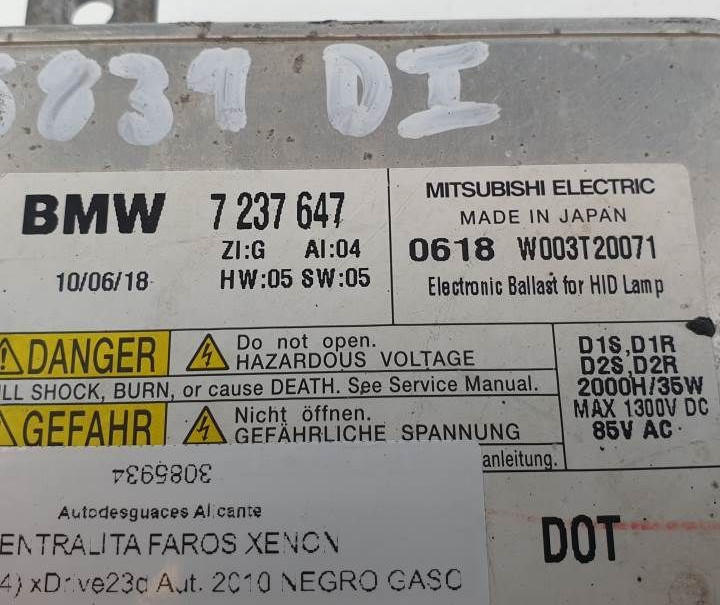 5839 DI
BMW 7 237 647
ZI:G AI:04
10/06/18 HW:05 SW:05
MITSUBISHI ELECTRIC
MADE IN JAPAN
0618 W003T20071
Electronic Ballast for HID Lamp
DANGER
Do not open.
HAZARDOUS VOLTAGE
LL SHOCK, BURN, or cause DEATH. See Service Manual.
GEFAHR
Nicht öffnen.
GEFÄHRLICHE SPANNUNG
anleitung.
D1S,D1R
D2S,D2R
2000H/35W
MAX 1300V DC
85V AC
DOT
3085934
Autodesguaces Alicante
ENTRALITA FAROS XENON
4) xDrive23d Aut. 2010 NEGRO GASO